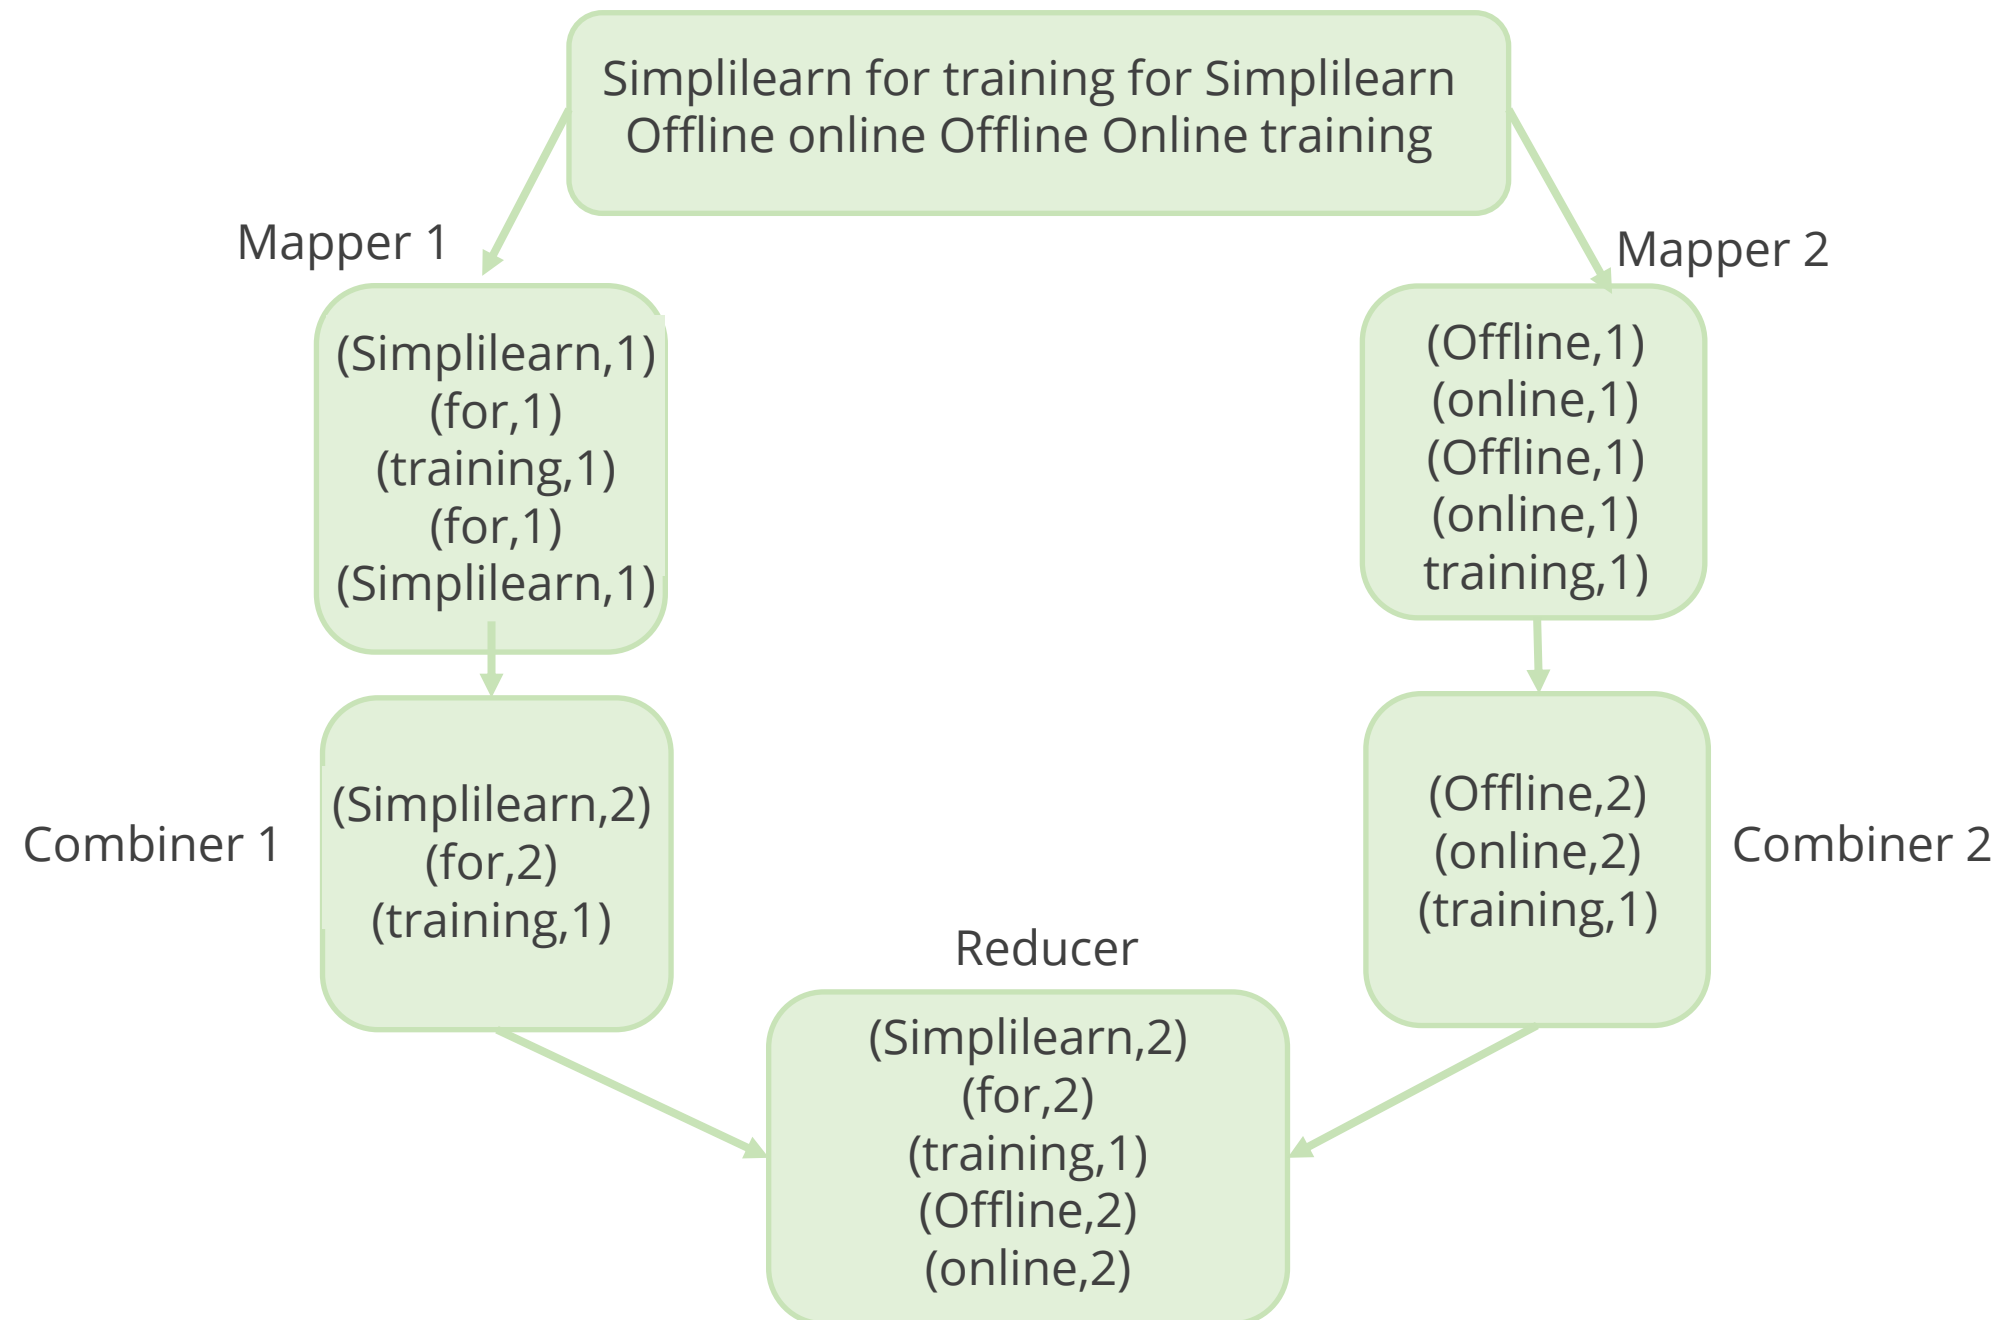 Simplilearn for training for Simplilearn
Offline online Offline Online training
Mapper 1
(Simplilearn,1)
(for,1)
(training,1)
(for,1)
(Simplilearn,1)
Mapper 2
(Offline,1)
(online,1)
(Offline,1)
(online,1)
training,1)
Combiner 1
(Simplilearn,2)
(for,2)
(training,1)
(Offline,2)
(online,2)
(training,1)
Combiner 2
Reducer
(Simplilearn,2)
(for,2)
(training,1)
(Offline,2)
(online,2)